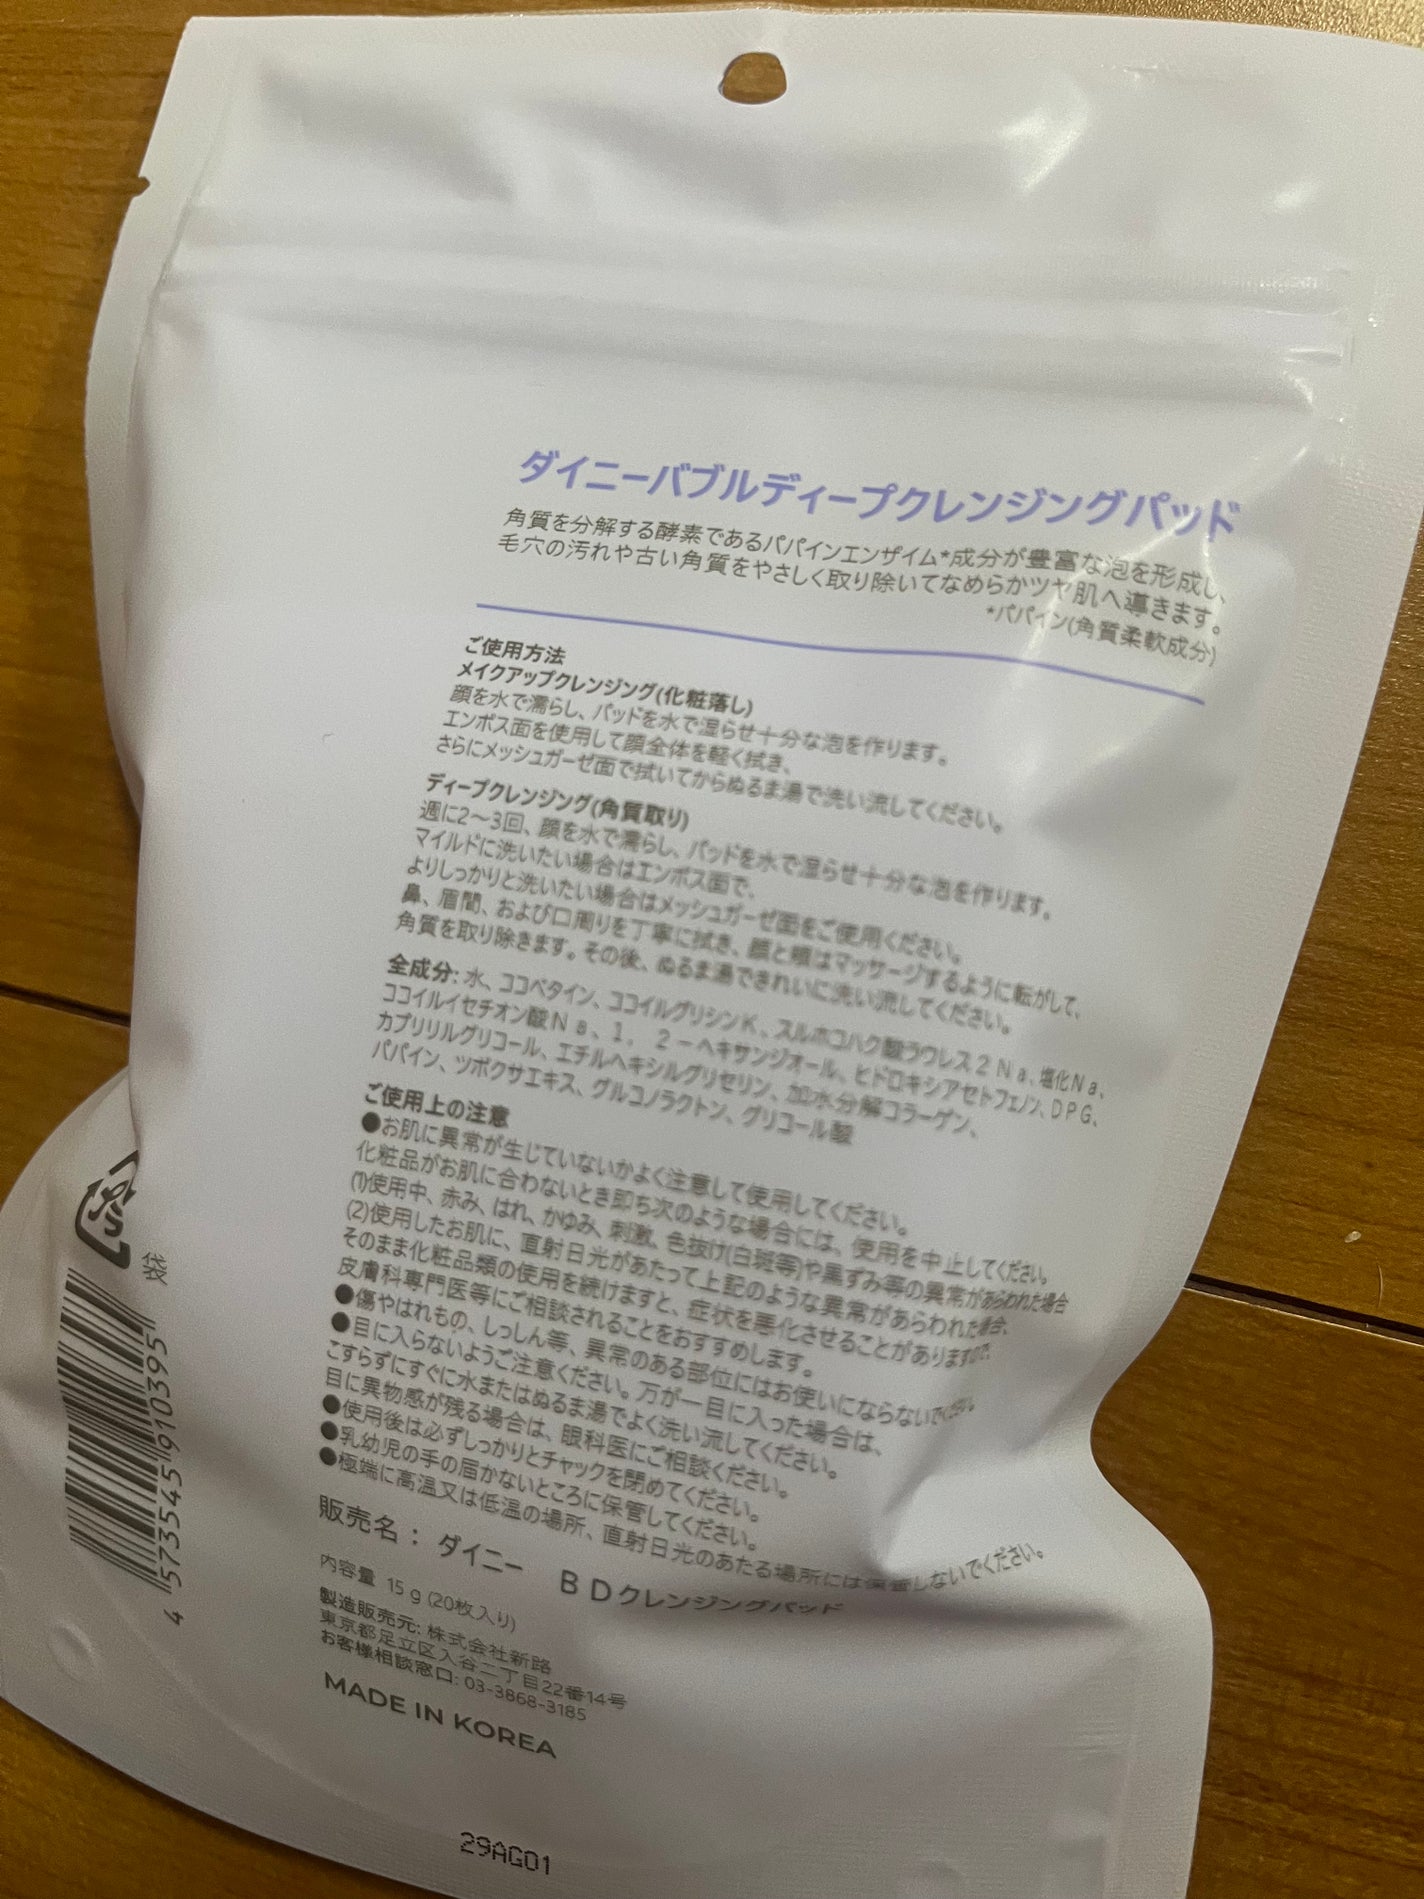 ダイニーバブルディープクレンジングパッド
角質を分解する酵素であるパパインエンザイム*成分が豊富な泡を形成し、
毛穴の汚れや古い角質をやさしく取り除いてなめらかツヤ肌へ導きます。
*パパイン(角質柔軟成分)
ご使用方法
メイクアップクレンジング(化粧落し)
顔を水で濡らし、パッドを水で湿らせ十分な泡を作ります。
エンボス面を使用して顔全体を軽く拭き、
さらにメッシュガーゼ面で拭いてからぬるま湯で洗い流してください。
ディープクレンジング(角質取り)
週に2〜3回、顔を水で濡らし、パッドを水で湿らせ十分な泡を作ります。
マイルドに洗いたい場合はエンボス面で、
よりしっかりと洗いたい場合はメッシュガーゼ面をご使用ください。
鼻、眉間、および口周りを丁寧に拭き、顔と頬はマッサージするように転がして、
角質を取り除きます。その後、ぬるま湯できれいに洗い流してください。
全成分: 水、ココベタイン、ココイルグリシンK、スルホコハク酸ラウレス2Na、塩化Na、
ココイルイセチオン酸Na、1,2-ヘキサンジオール、ヒドロキシアセトフェノン、DPG、
カプリリルグリコール、エチルヘキシルグリセリン、加水分解コラーゲン、
パパイン、ツボクサエキス、グルコノラクトン、グリコール酸
ご使用上の注意
●お肌に異常が生じていないかよく注意して使用してください。
化粧品がお肌に合わないとき即ち次のような場合には、使用を中止してください。
(1)使用中、赤み、はれ、かゆみ、刺激、色抜け(白斑等)や黒ずみ等の異常があらわれた場合
(2)使用したお肌に、直射日光があたって上記のような異常があらわれた場合、
そのまま化粧品類の使用を続けますと、症状を悪化させることがありますので、
皮膚科専門医等にご相談されることをおすすめします。
●傷やはれもの、しっしん等、異常のある部位にはお使いにならないでください。
●目に入らないようご注意ください。万が一目に入った場合は、
こすらずにすぐに水またはぬるま湯でよく洗い流してください。
目に異物感が残る場合は、眼科医にご相談ください。
●使用後は必ずしっかりとチャックを閉めてください。
●乳幼児の手の届かないところに保管してください。
●極端に高温又は低温の場所、直射日光のあたる場所には保管しないでください。
販売名： ダイニー BDクレンジングパッド
内容量 15g (20枚入り)
製造販売元: 株式会社新路
東京都足立区入谷二丁目22番14号
お客様相談窓口: 03-3868-3185
MADE IN KOREA
袋
4 573545 910395
29AG01